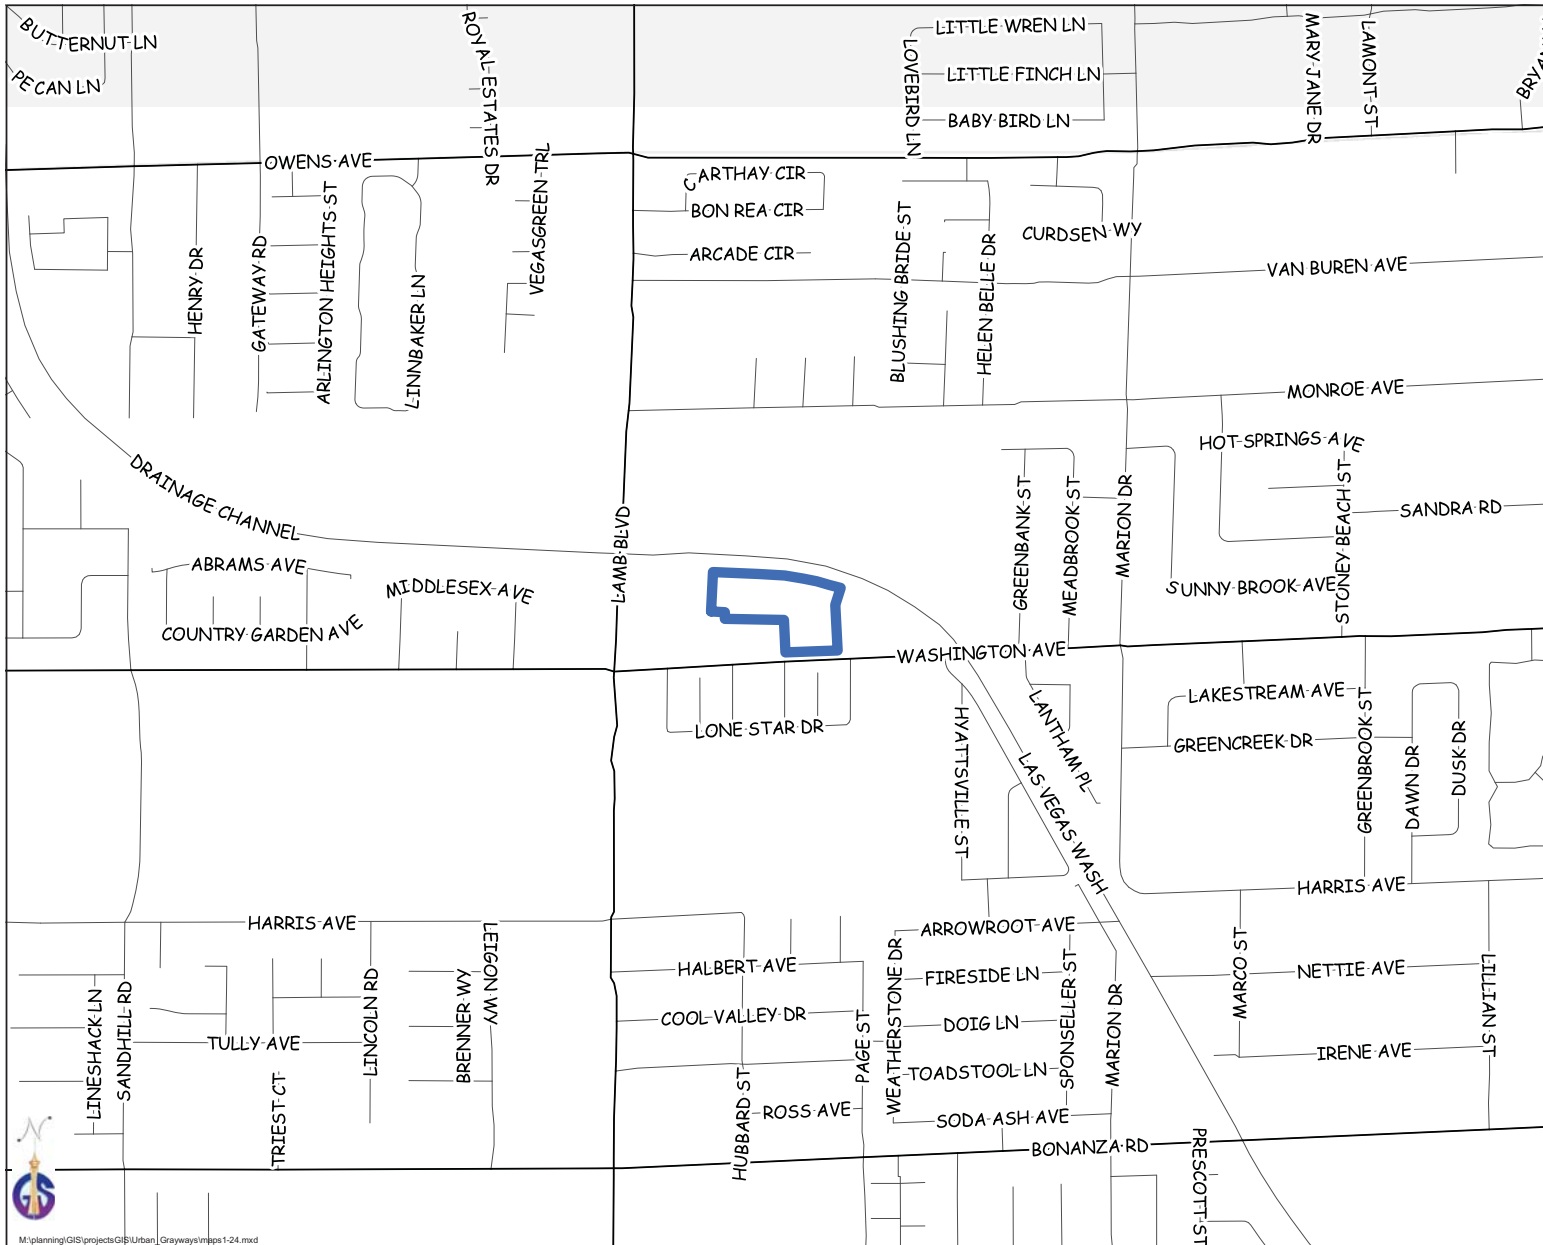 BUTTERNUT LN
PECAN LN
ROYAL ESTATES DR
LOVEBIRD LN
LITTLE WREN LN
LITTLE FINCH LN
BABY BIRD LN
MARY JANE DR
LAMONT ST
OWENS AVE
VEGASGREEN TRL
CARTHAY CIR
BON REA CIR
ARCADE CIR
CURDSEN WY
VAN BUREN AVE
HENRY DR
GATEWAY RD
ARLINGTON HEIGHTS ST
LINNBAKER LN
BLUSHING BRIDE ST
HELEN BELLE DR
MONROE AVE
HOT SPRINGS AVE
DRAINAGE CHANNEL
LAMB BLVD
GREENBANK ST
MEADBROOK ST
MARION DR
STONEY BEACH ST
SANDRA RD
ABRAMS AVE
MIDDLESEX AVE
SUNNY BROOK AVE
COUNTRY GARDEN AVE
WASHINGTON AVE
LAKESTREAM AVE
LONE STAR DR
HYATTSVILLE ST
LANTHAM PL
LAS VEGAS WASH
GREENCREEK DR
GREENBROOK ST
DAWN DR
DUSK DR
HARRIS AVE
HARRIS AVE
LEIGON WY
ARROWROOT AVE
HALBERT AVE
FIRESIDE LN
NETTIE AVE
LINESHACK LN
SANDHILL RD
LINCOLN RD
BRENNER WY
COOL VALLEY DR
PAGE ST
WEATHERSTONE DR
DOIG LN
SPONSELLER ST
MARION DR
MARCO ST
LILLIAN ST
TULLY AVE
IRENE AVE
TOADSTOOL LN
TRIEST CT
HUBBARD ST
ROSS AVE
SODA ASH AVE
BONANZA RD
PRESCOTT ST
N
GIS
M:\planning\GIS\projectsGIS\Urban_Grayways\maps1-24.mxd